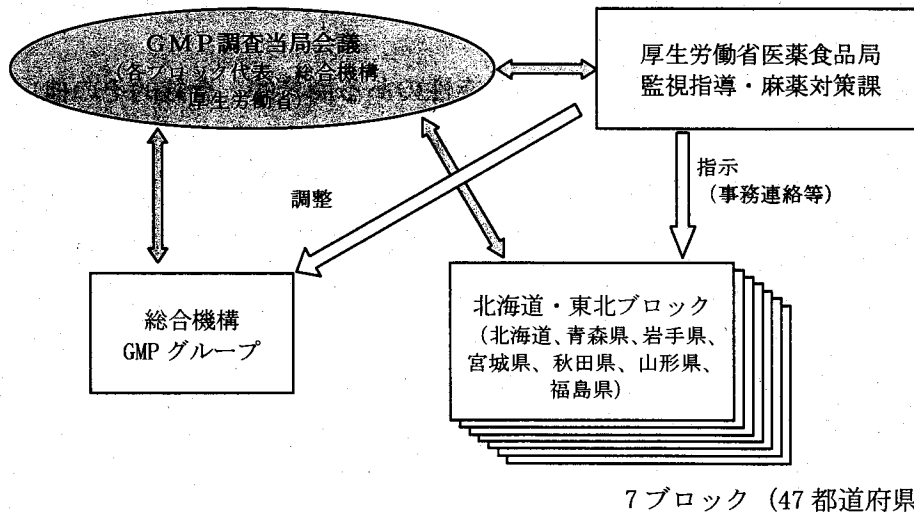 GMP調査当局会議
(各ブロック代表、総合機構、
厚生労働省)
厚生労働省医薬食品局
監視指導・麻薬対策課
調整
指示
(事務連絡等)
総合機構
GMPグループ
北海道・東北ブロック
(北海道、青森県、岩手県、
宮城県、秋田県、山形県、
福島県)
7ブロック(47都道府県